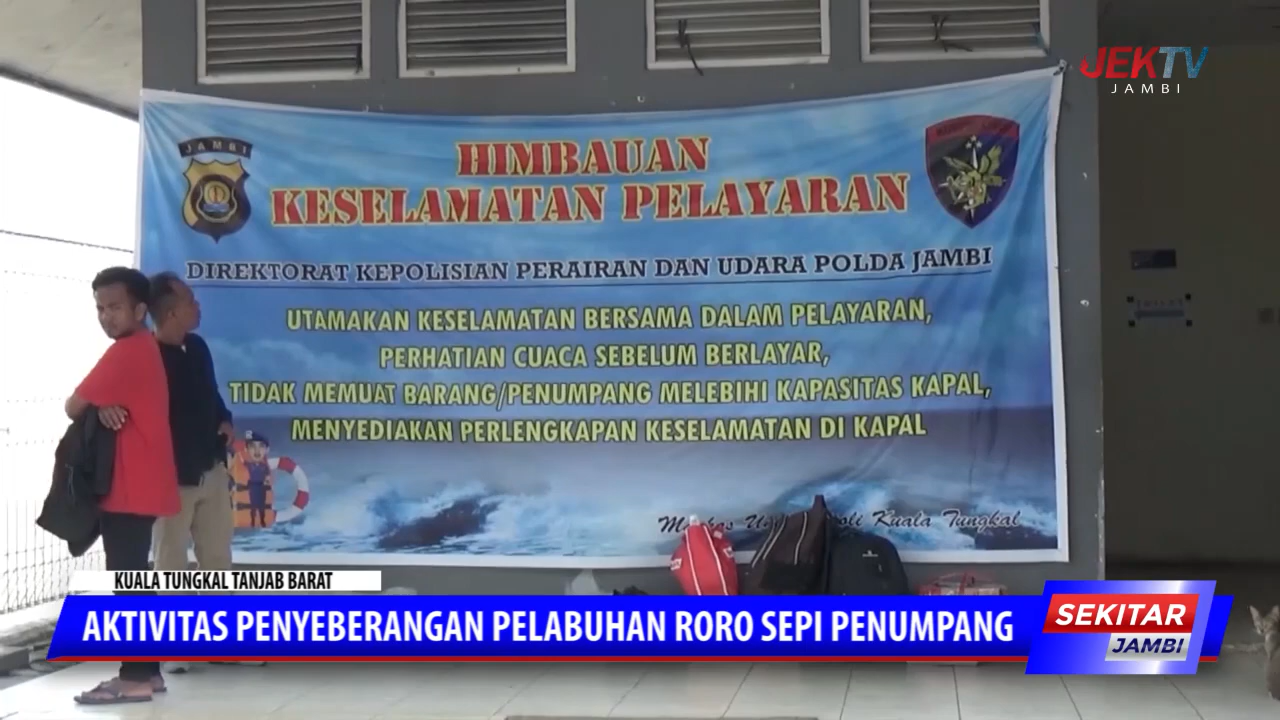 JEKTV
JAMBI
JAMBI
HIMBAUAN
KESELAMATAN PELAYARAN
DIREKTORAT KEPOLISIAN PERAIRAN DAN UDARA POLDA JAMBI
UTAMAKAN KESELAMATAN BERSAMA DALAM PELAYARAN,
PERHATIAN CUACA SEBELUM BERLAYAR,
TIDAK MEMUAT BARANG/PENUMPANG MELEBIHI KAPASITAS KAPAL,
MENYEDIAKAN PERLENGKAPAN KESELAMATAN DI KAPAL
Kuala Tungkal
KUALA TUNGKAL TANJAB BARAT
AKTIVITAS PENYEBERANGAN PELABUHAN RORO SEPI PENUMPANG
SEKITAR
JAMBI